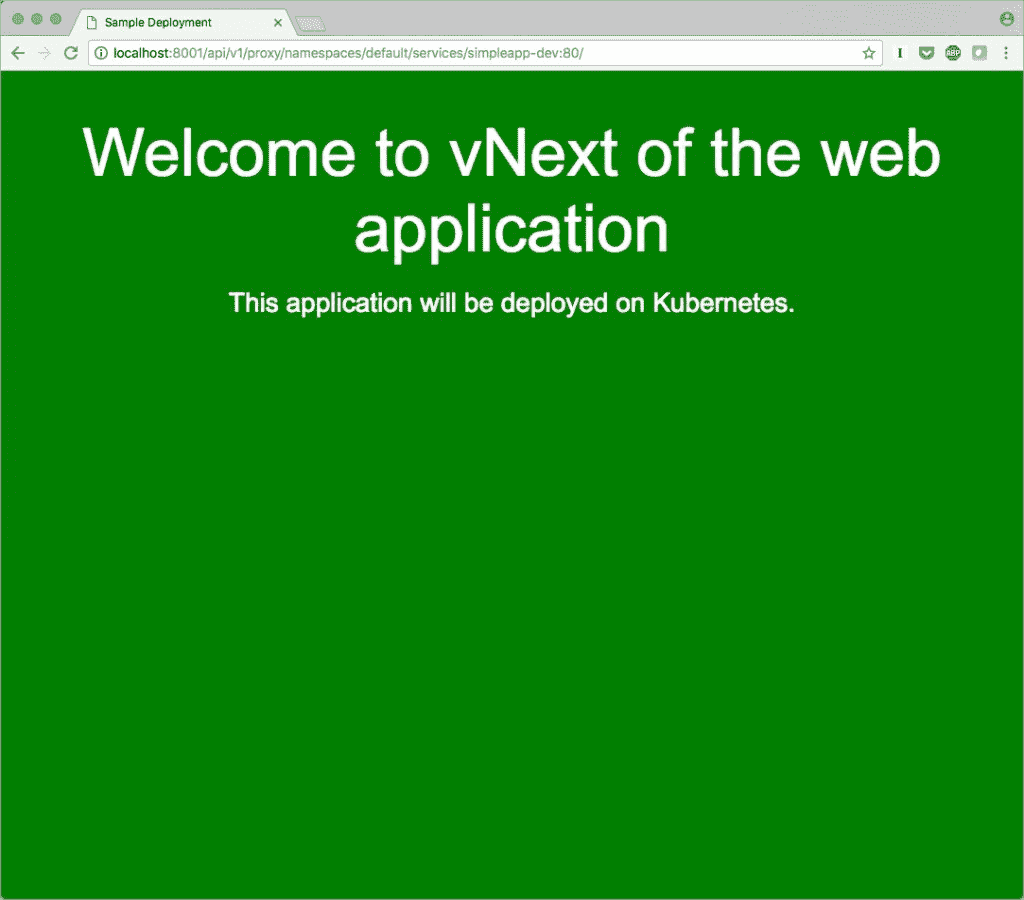 Sample Deployment
localhost:8001/api/v1/proxy/namespaces/default/services/simpleapp-dev:80/
I
ABP
Welcome to vNext of the web
application
This application will be deployed on Kubernetes.